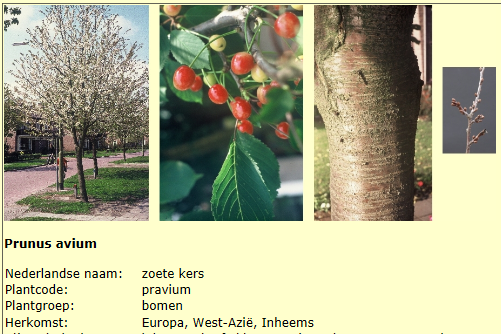 Prunus avium
Nederlandse naam: zoete kers
Plantcode: pravium
Plantgroep: bomen
Herkomst: Europa, West-Azië, Inheems